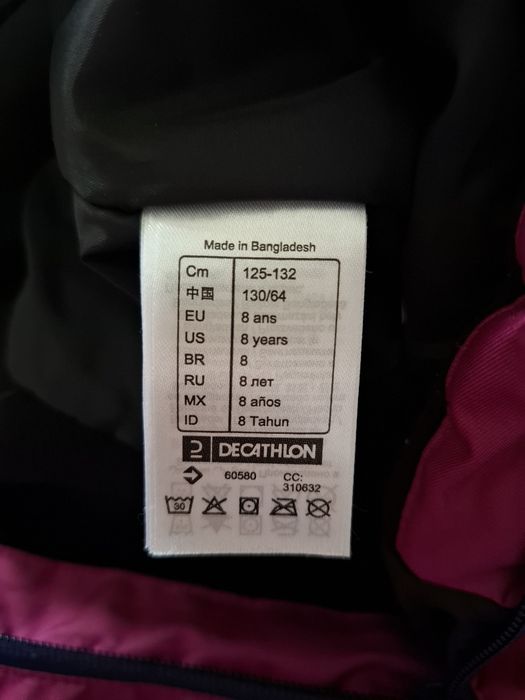 Made in Bangladesh
Cm 125-132
中国 130/64
EU 8 ans
US 8 years
BR 8
RU 8 лет
MX 8 años
ID 8 Tahun
DECATHLON
60580 CC:
310632
30